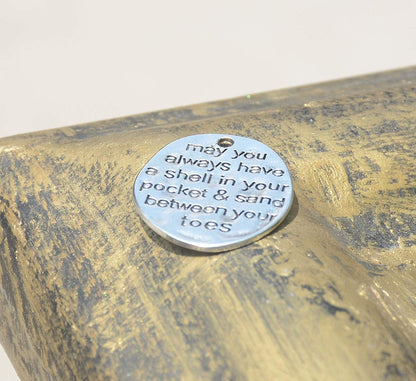 may you
always have
a shell in your
pocket & sand
between your
toes